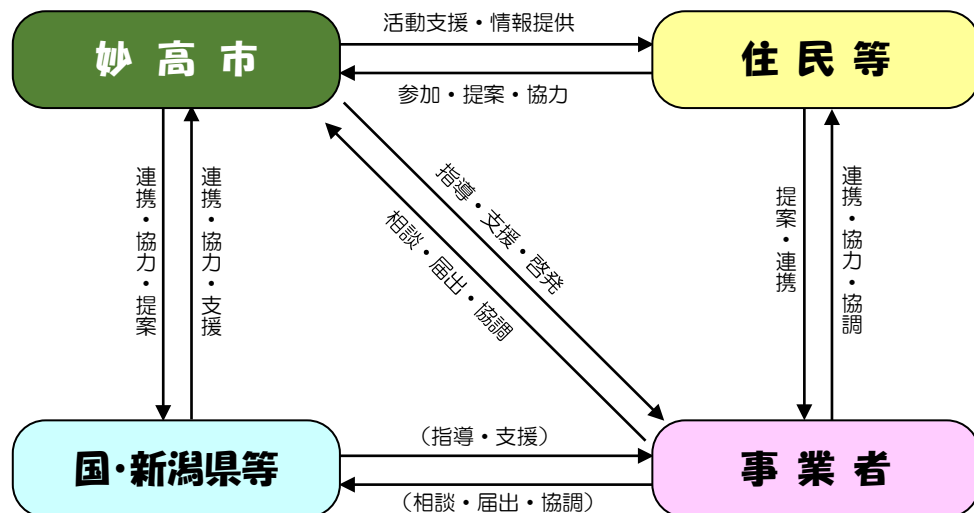 活動支援・情報提供
妙高市
住民等
参加・提案・協力
連携・協力・提案
連携・協力・支援
指導・支援・啓発
相談・届出・協調
提案・連携
連携・協力・協調
国・新潟県等
(指導・支援)
事業者
(相談・届出・協調)